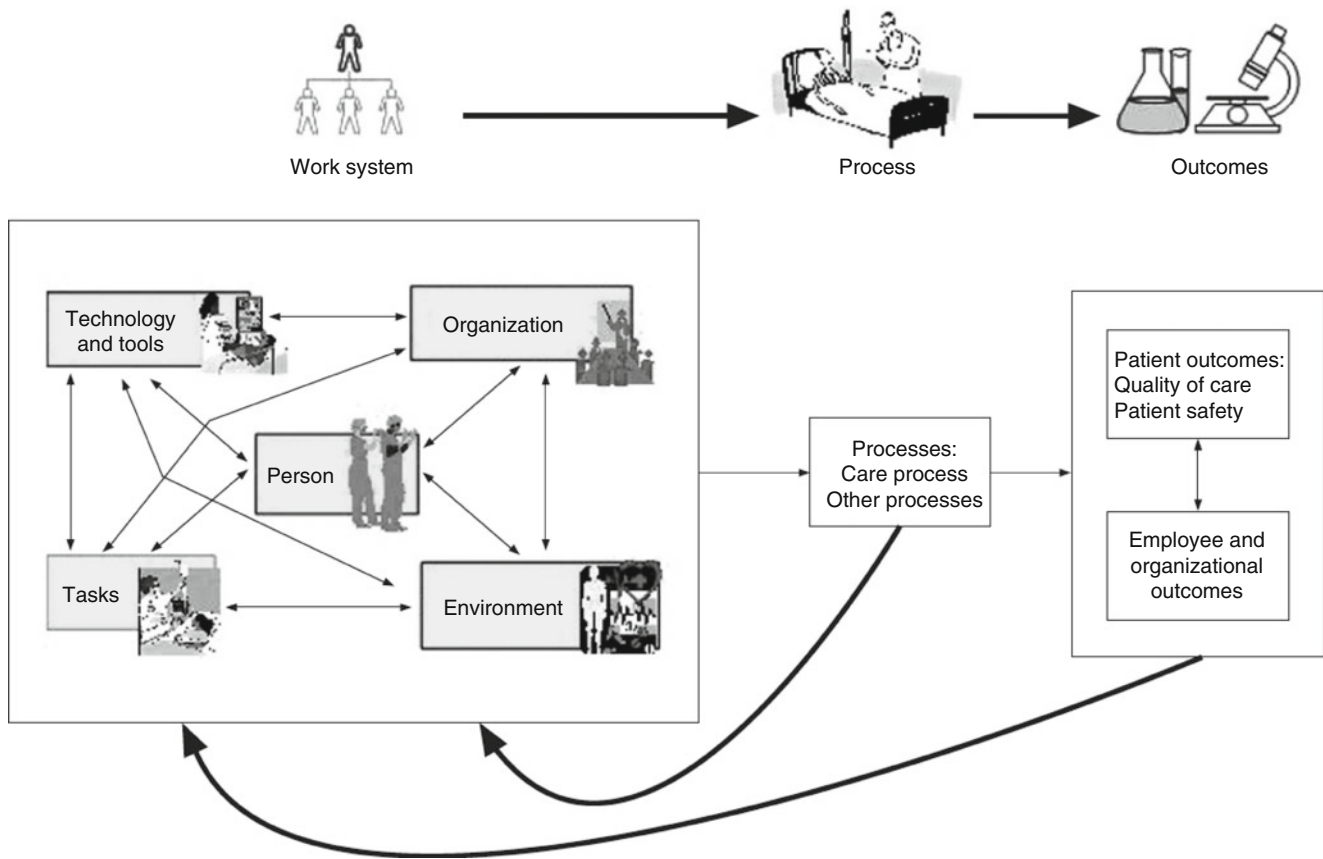 Work system
Process
Outcomes
Technology
and tools
Organization
Person
Tasks
Environment
Processes:
Care process
Other processes
Patient outcomes:
Quality of care
Patient safety
Employee and
organizational
outcomes